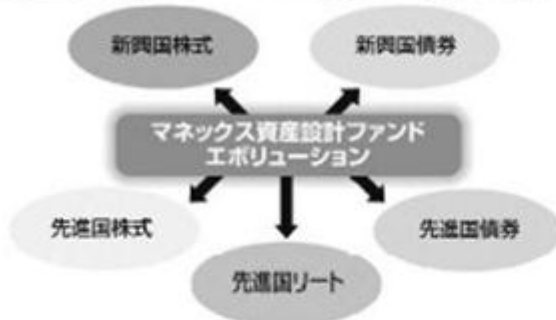 新興国株式
新興国債券
マネックス資産設計ファンド
エボリューション
先進国株式
先進国債券
先進国リート